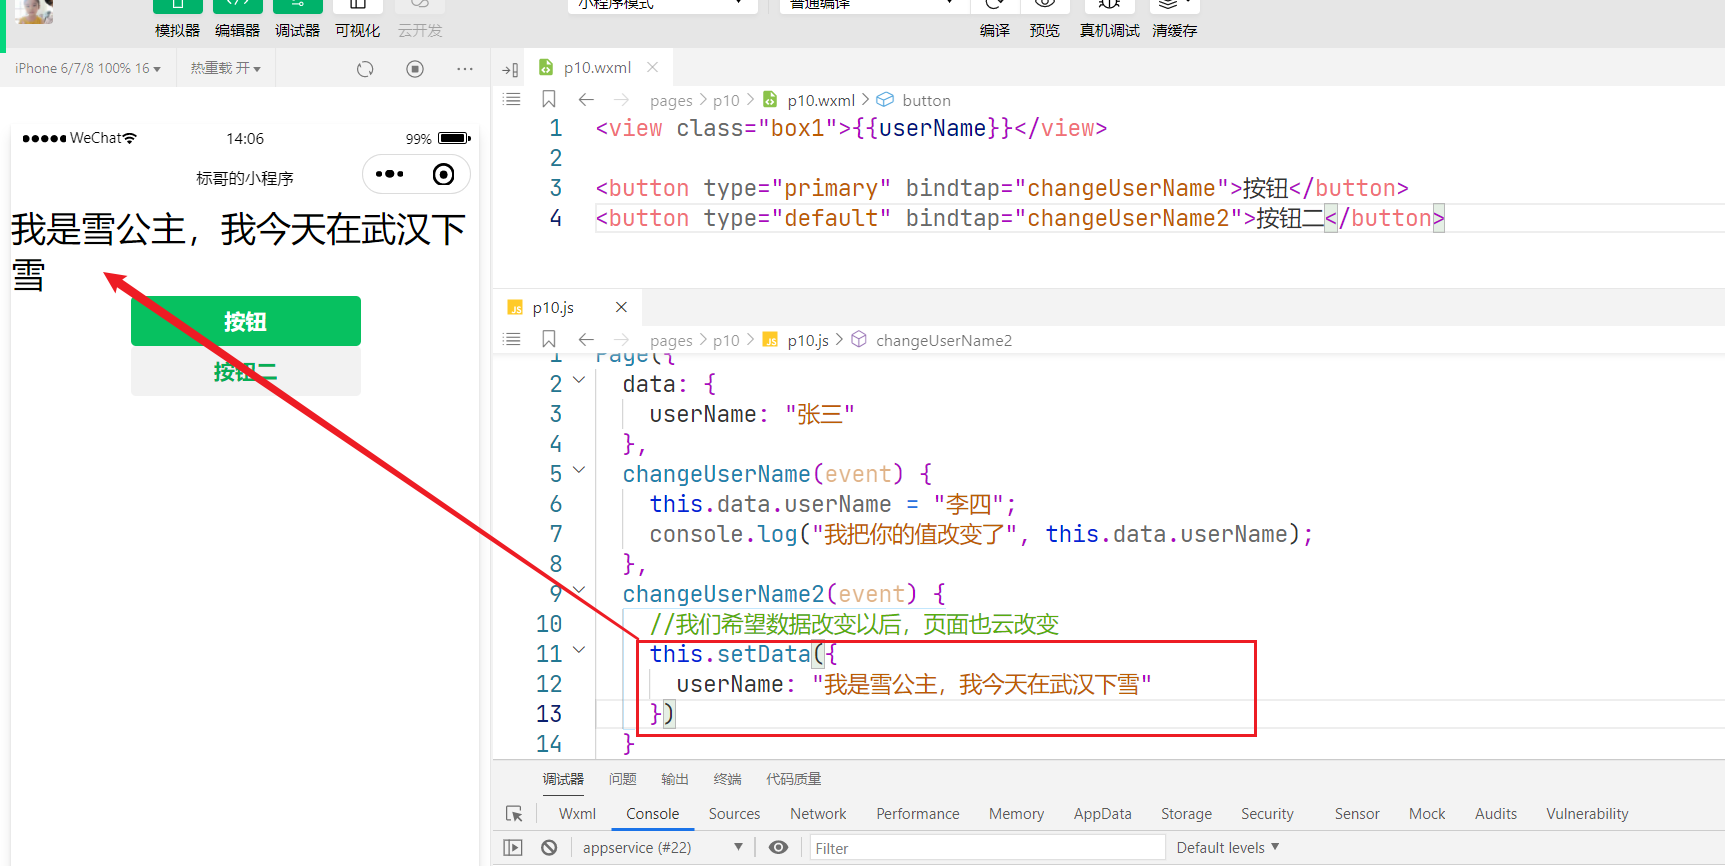 小程序模式
普通编译
模拟器 编辑器 调试器 可视化 云开发
编译 预览 真机调试 清缓存
iPhone 6/7/8 100% 16
热重载 开
WeChat 14:06 99%
标哥的小程序
我是雪公主，我今天在武汉下
雪
按钮
按钮二
p10.wxml
pages > p10 > p10.wxml > button
1 <view class="box1">{{userName}}</view>
2
3 <button type="primary" bindtap="changeUserName">按钮</button>
4 <button type="default" bindtap="changeUserName2">按钮二</button>
JS p10.js
pages > p10 > JS p10.js > changeUserName2
1 Page({
2 data: {
3 userName: "张三"
4 },
5 changeUserName(event) {
6 this.data.userName = "李四";
7 console.log("我把你的值改变了", this.data.userName);
8 },
9 changeUserName2(event) {
10 //我们希望数据改变以后，页面也云改变
11 this.setData({
12 userName: "我是雪公主，我今天在武汉下雪"
13 })
14 }
调试器 问题 输出 终端 代码质量
Wxml Console Sources Network Performance Memory AppData Storage Security Sensor Mock Audits Vulnerability
appservice (#22) Filter Default levels